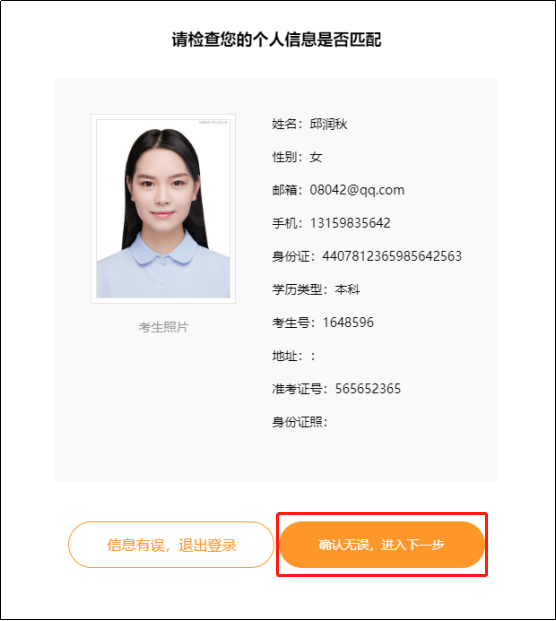 请检查您的个人信息是否匹配
姓名：邱润秋
性别：女
邮箱：08042@qq.com
手机：13159835642
身份证：4407812365985642563
学历类型：本科
考生号：1648596
地址：:
准考证号：565652365
身份证照：
考生照片
信息有误，退出登录
确认无误，进入下一步